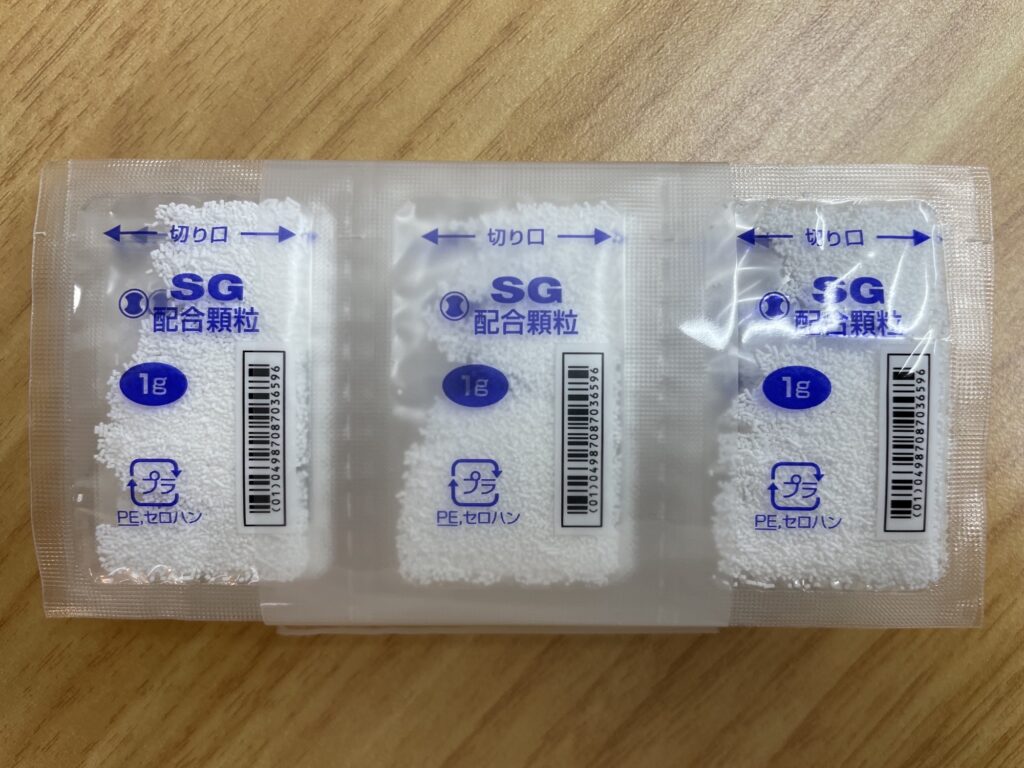 切り口
SG
配合顆粒
1g
プラ
PE,セロハン
(01)04987087036596
切り口
SG
配合顆粒
1g
プラ
PE,セロハン
(01)04987087036596
切り口
SG
配合顆粒
1g
プラ
PE,セロハン
(01)04987087036596